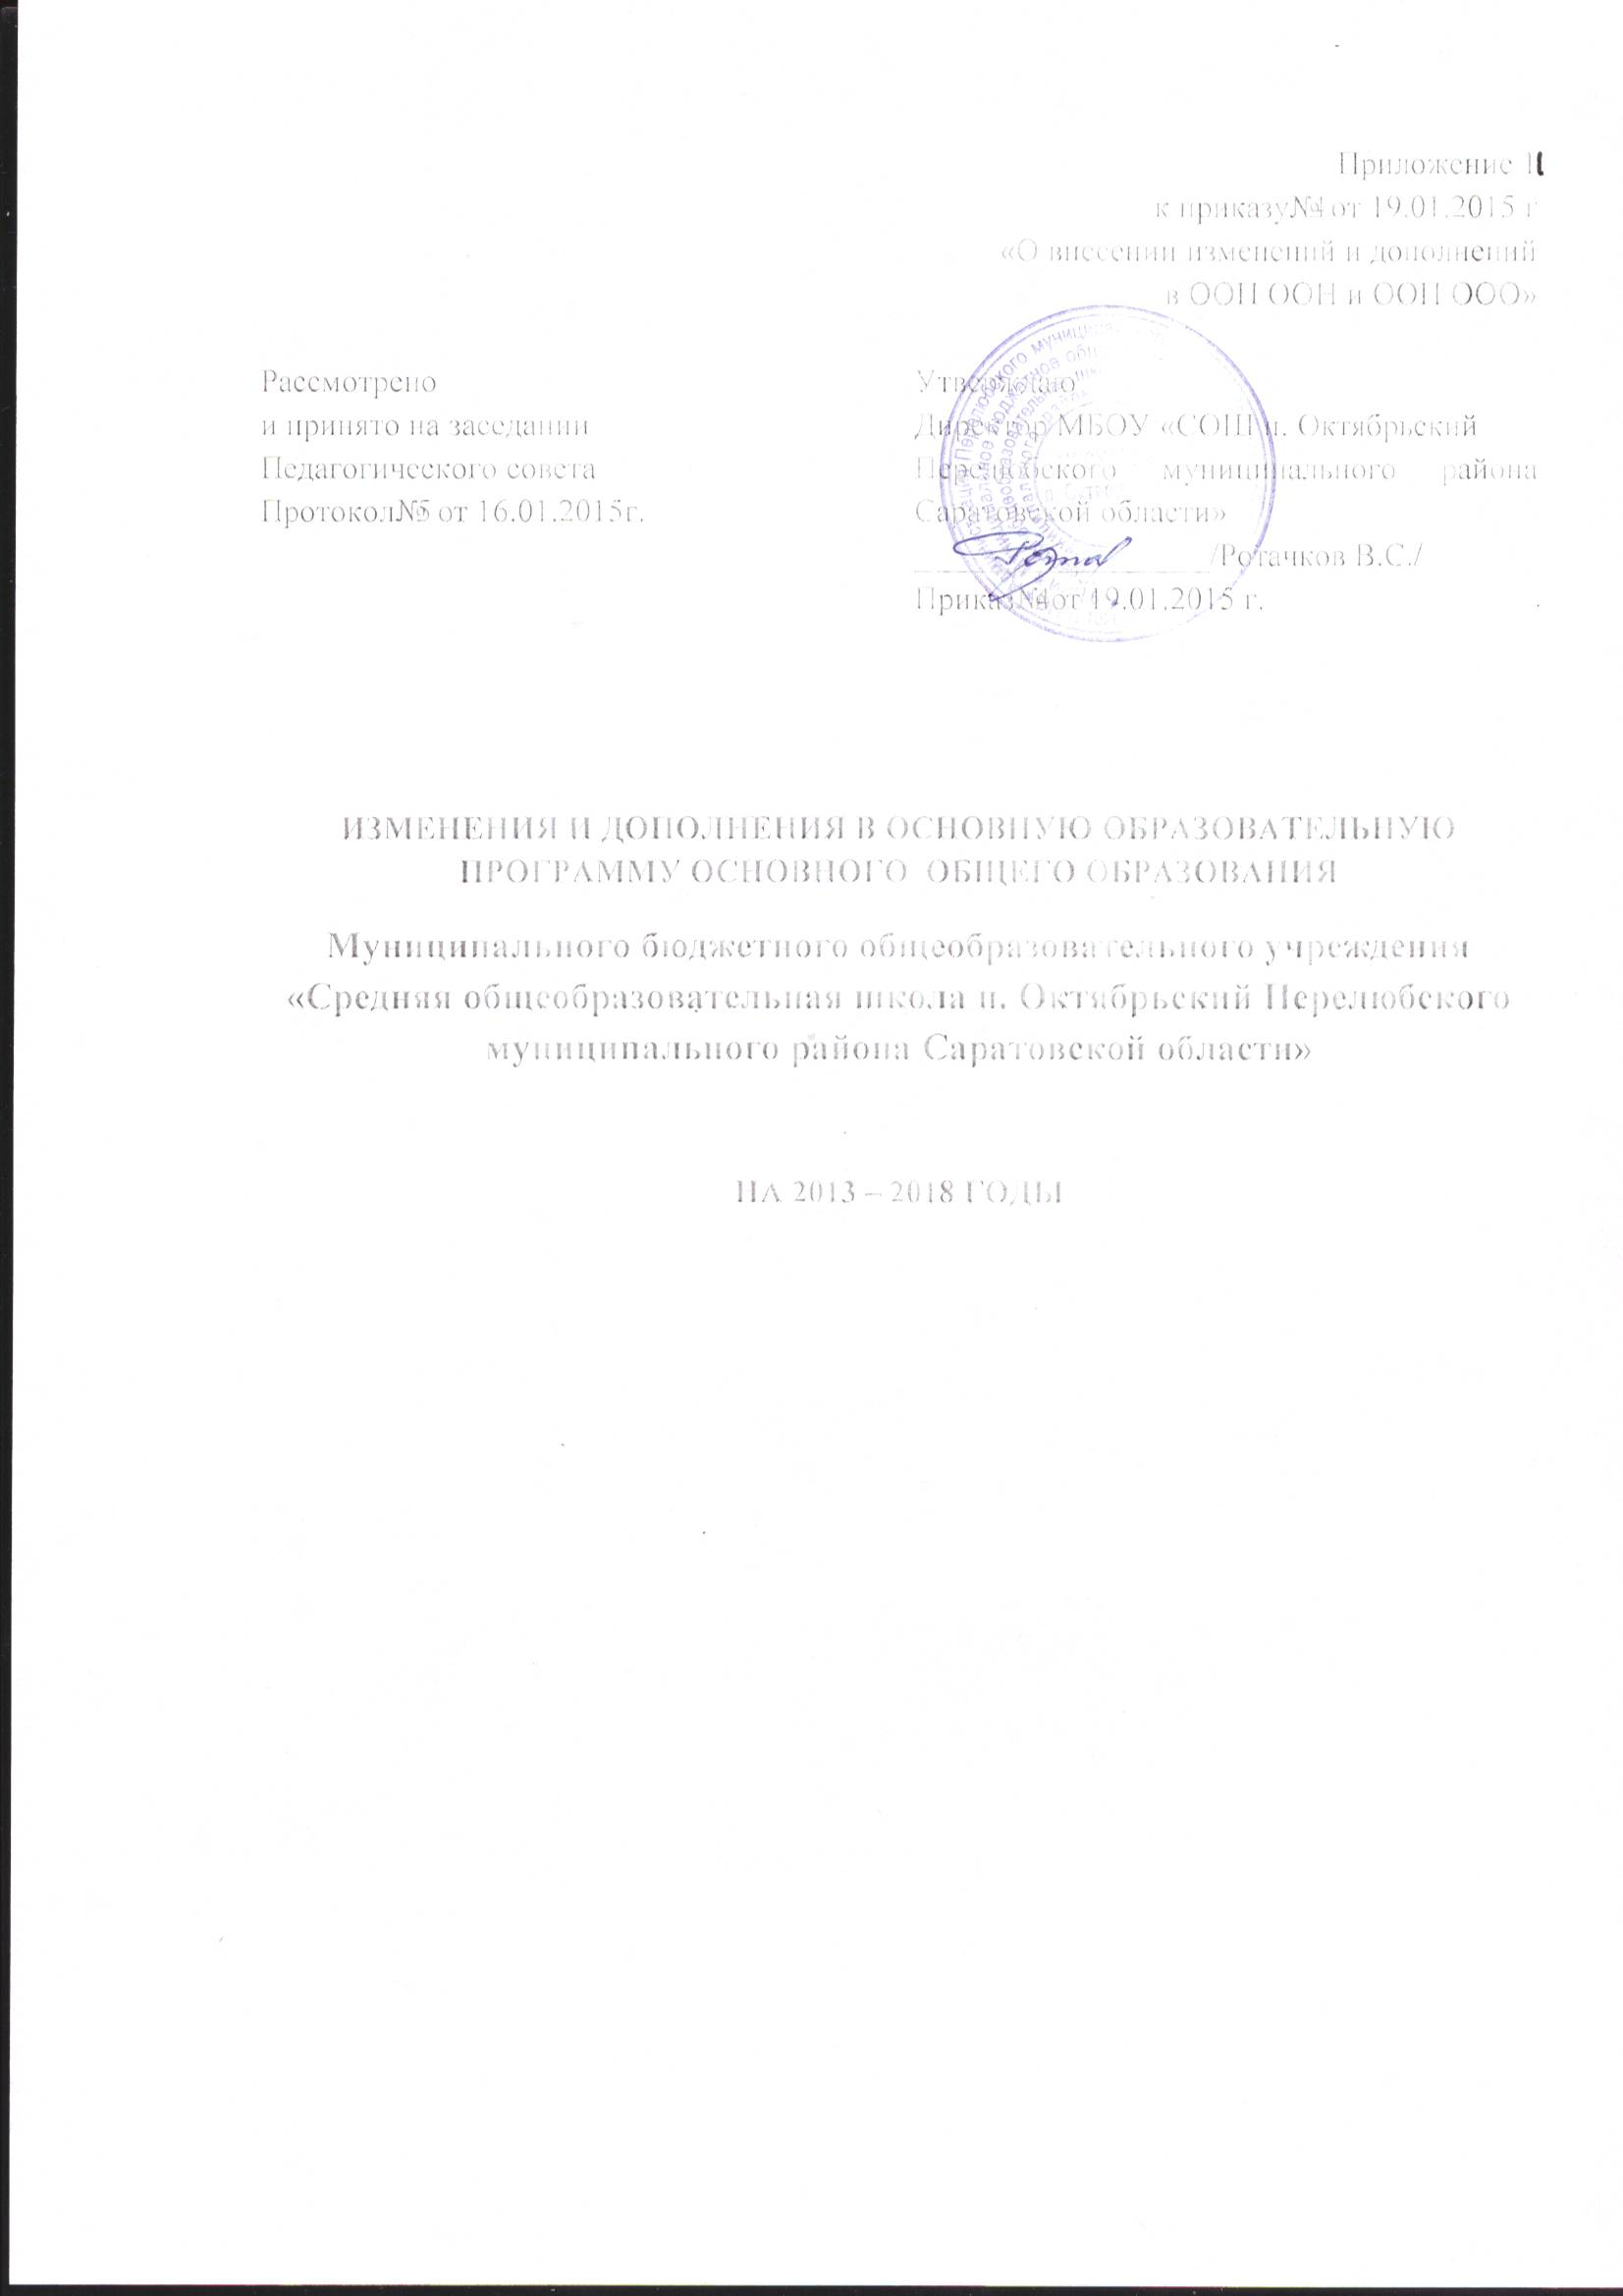 Приложение 1
к приказу№4 от 19.01.2015 г
«О внесении изменений и дополнений
в ООП ООН и ООП ООО»
Рассмотрено
и принято на заседании
Педагогического совета
Протокол№5 от 16.01.2015г.
Утверждаю
Директор МБОУ «СОШ п. Октябрьский
Перелюбского муниципального района
Саратовской области»
/Ротачков В.С./
Приказ№4от 19.01.2015 г.
ИЗМЕНЕНИЯ И ДОПОЛНЕНИЯ В ОСНОВНУЮ ОБРАЗОВАТЕЛЬНУЮ
ПРОГРАММУ ОСНОВНОГО ОБЩЕГО ОБРАЗОВАНИЯ
Муниципального бюджетного общеобразовательного учреждения
«Средняя общеобразовательная школа п. Октябрьский Перелюбского
муниципального района Саратовской области»
НА 2013 – 2018 ГОДЫ